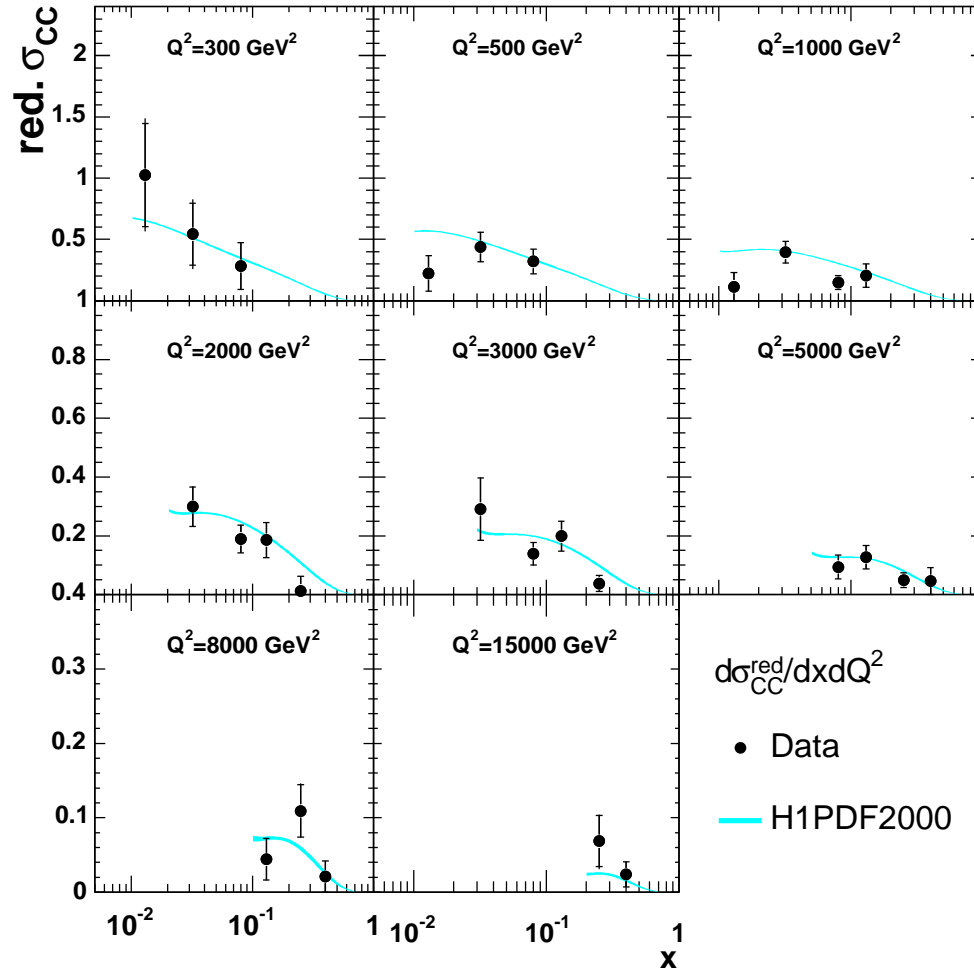 red. σCC
Q²=300 GeV²
Q²=500 GeV²
Q²=1000 GeV²
2
1.5
1
0.5
1
Q²=2000 GeV²
Q²=3000 GeV²
Q²=5000 GeV²
0.8
0.6
0.4
0.2
0.4
Q²=8000 GeV²
Q²=15000 GeV²
0.3
0.2
0.1
0
dσ^red_CC/dxdQ²
Data
H1PDF2000
10⁻² 10⁻¹ 1 10⁻² 10⁻¹ 1
x